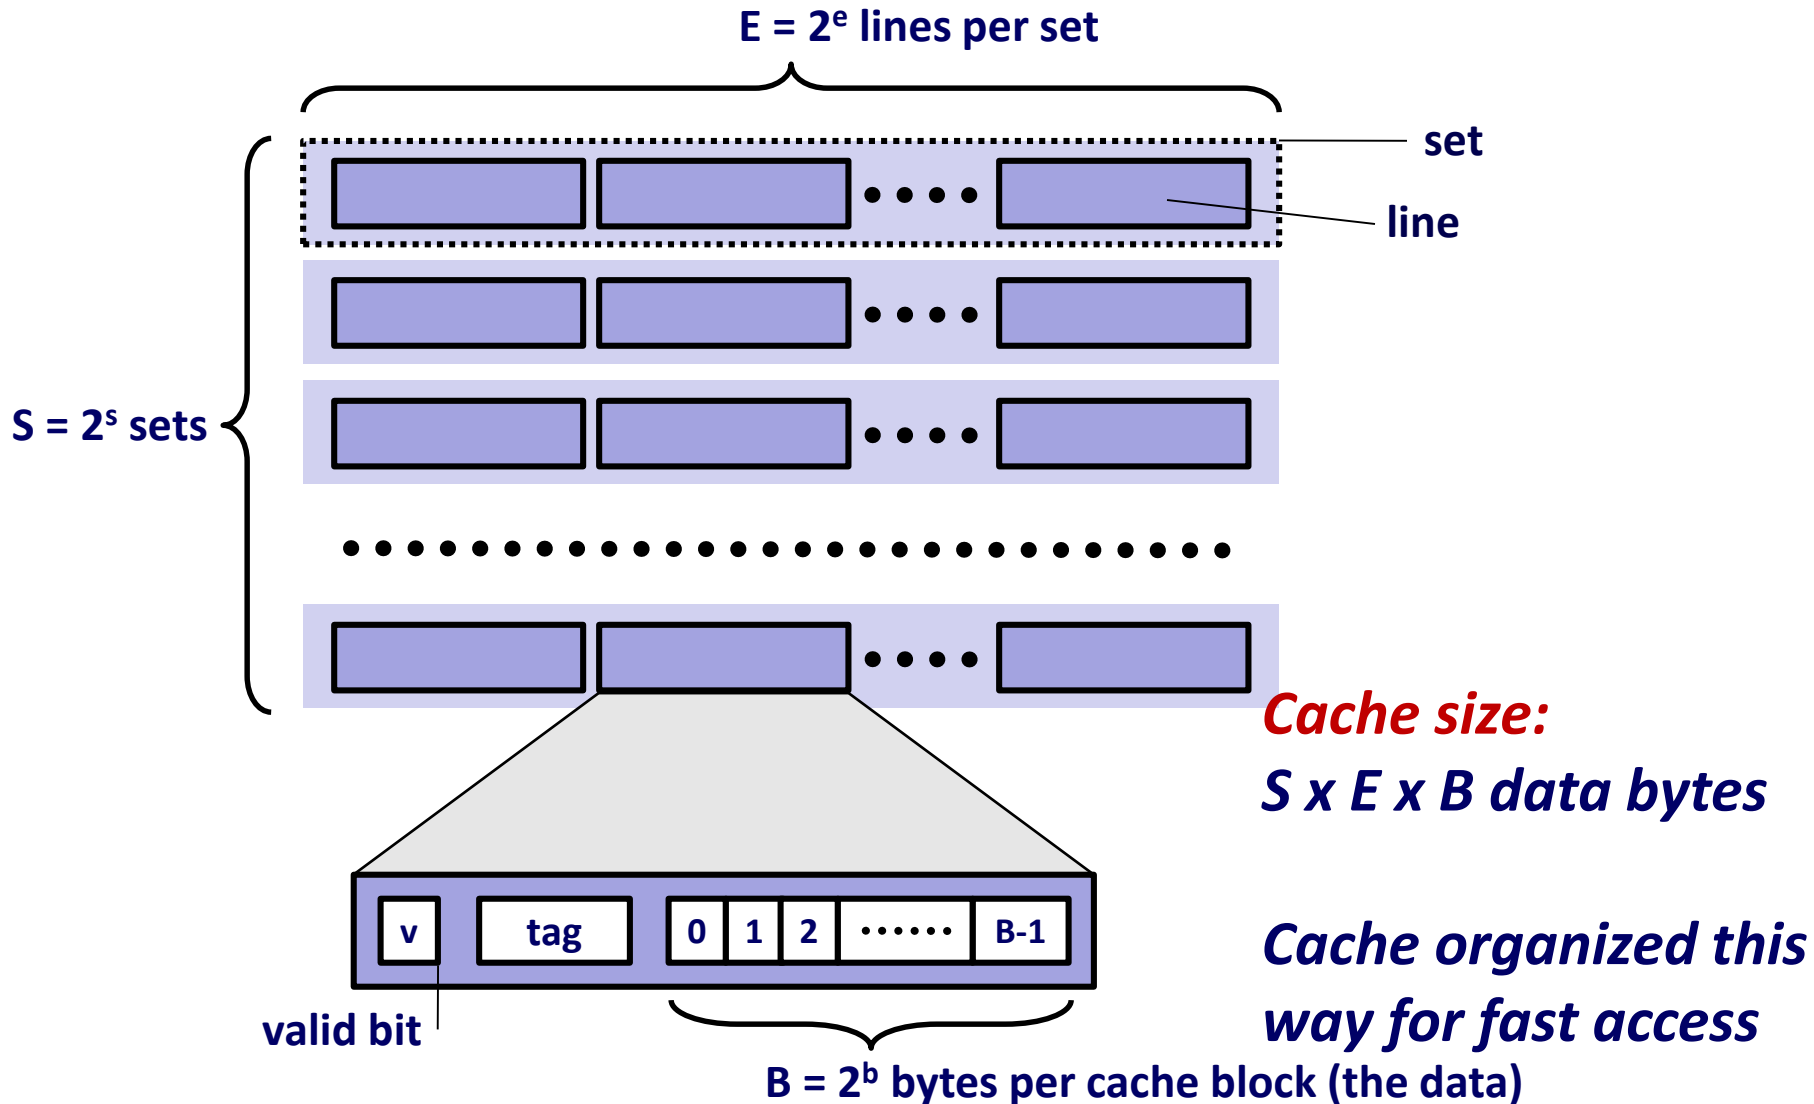 E = 2ᵉ lines per set
set
line
S = 2ˢ sets
Cache size:
S x E x B data bytes
v
tag
0
1
2
B-1
Cache organized this
way for fast access
valid bit
B = 2ᵇ bytes per cache block (the data)